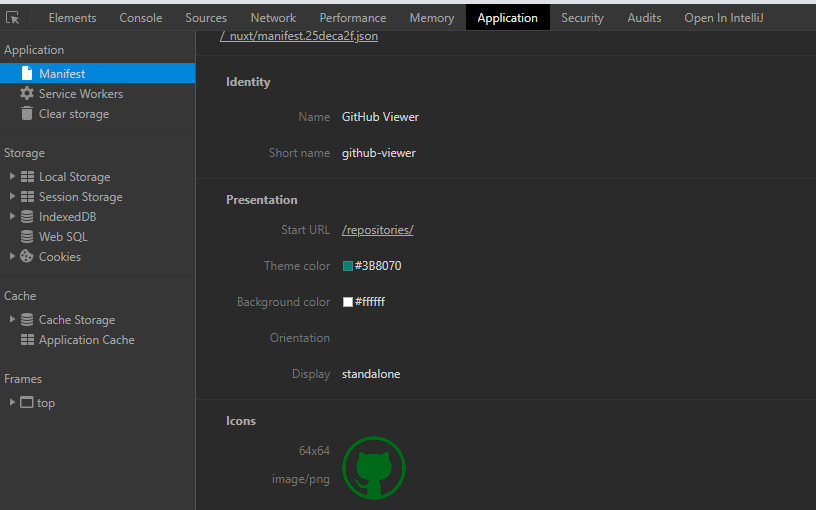 Elements Console Sources Network Performance Memory Application Security Audits Open In IntelliJ
Application
Manifest
Service Workers
Clear storage
Storage
Local Storage
Session Storage
IndexedDB
Web SQL
Cookies
Cache
Cache Storage
Application Cache
Frames
top
/_nuxt/manifest.25deca2f.json
Identity
Name GitHub Viewer
Short name github-viewer
Presentation
Start URL /repositories/
Theme color #3B8070
Background color #ffffff
Orientation
Display standalone
Icons
64x64
image/png